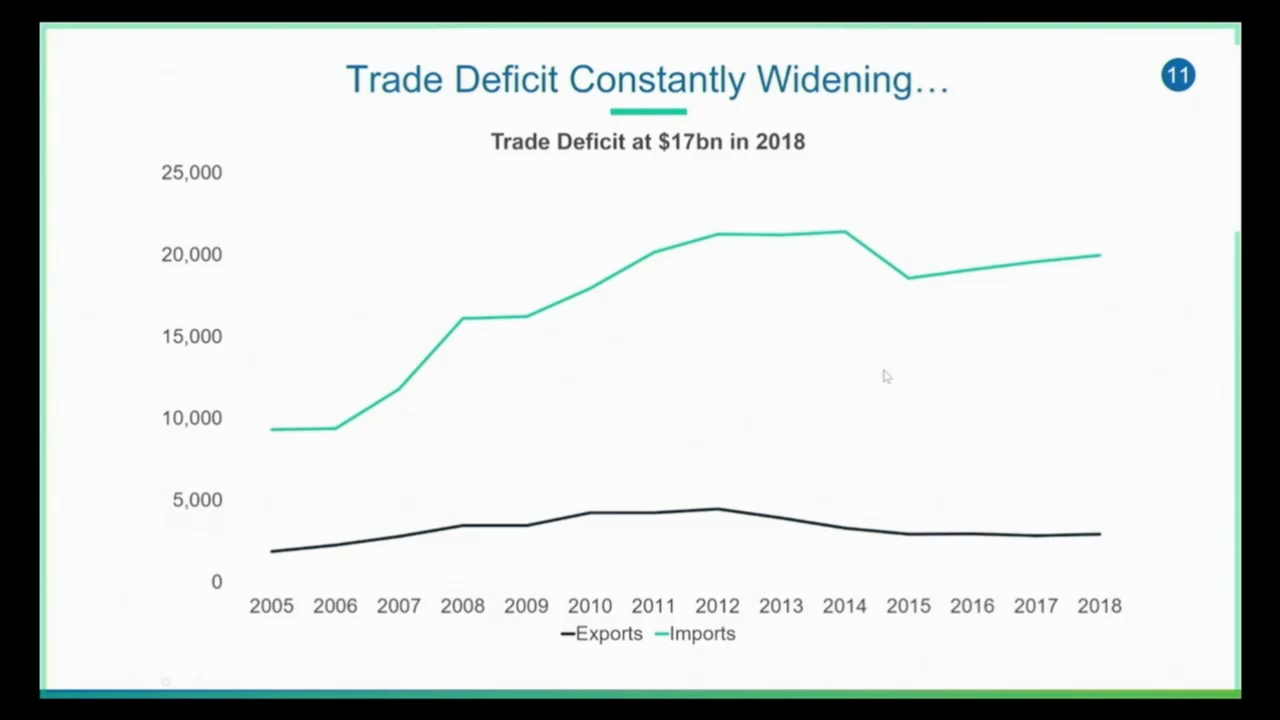 Trade Deficit Constantly Widening…
11
Trade Deficit at $17bn in 2018
25,000
20,000
15,000
10,000
5,000
0
2005 2006 2007 2008 2009 2010 2011 2012 2013 2014 2015 2016 2017 2018
Exports Imports